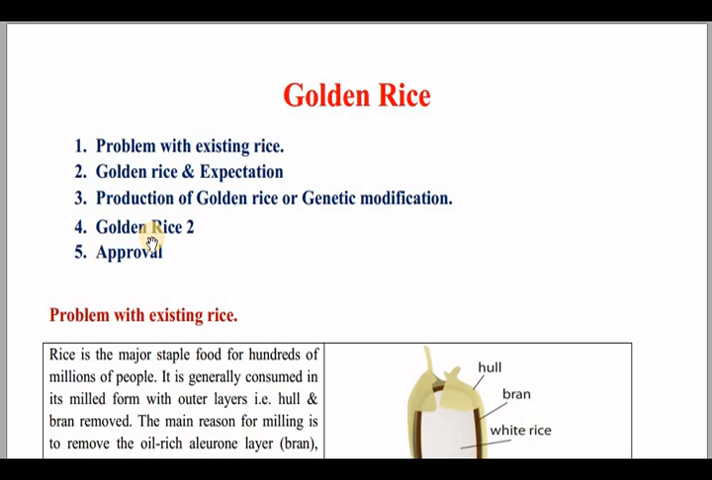 Golden Rice
1. Problem with existing rice.
2. Golden rice & Expectation
3. Production of Golden rice or Genetic modification.
4. Golden Rice 2
5. Approval
Problem with existing rice.
Rice is the major staple food for hundreds of
millions of people. It is generally consumed in
its milled form with outer layers i.e. hull &
bran removed. The main reason for milling is
to remove the oil-rich aleurone layer (bran),
hull
bran
white rice